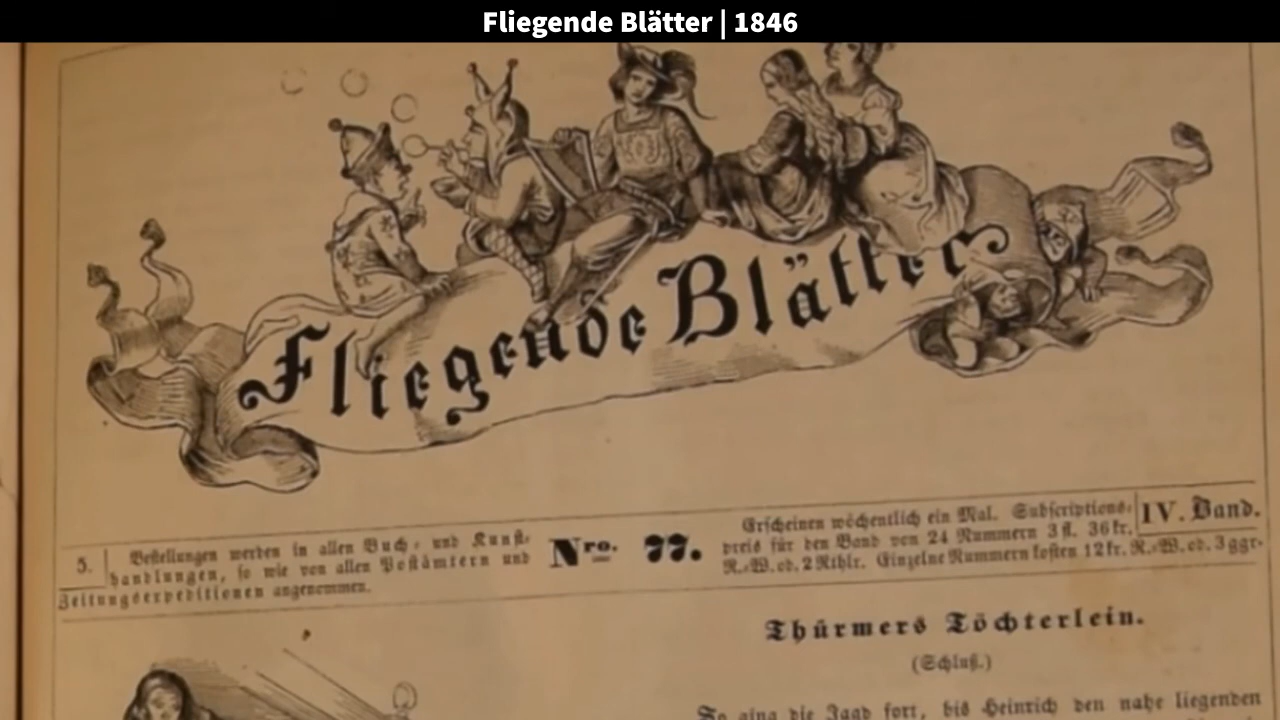 Fliegende Blätter | 1846
Fliegende Blätter
5.
Bestellungen werden in allen Buch- und Kunst-
handlungen, so wie von allen Postämtern und
Zeitungsexpeditionen angenommen.
Nro. 77.
Erscheinen wöchentlich ein Mal. Subscriptions-
preis für den Band von 24 Nummern 3 fl. 36 kr.
R.-W. od. 2 Rthlr. Einzelne Nummern kosten 12 kr. R.-W. od. 3 ggr.
IV. Band.
Thürmers Töchterlein.
(Schluß.)
So ging die Jagd fort, bis Heinrich den nahe liegenden